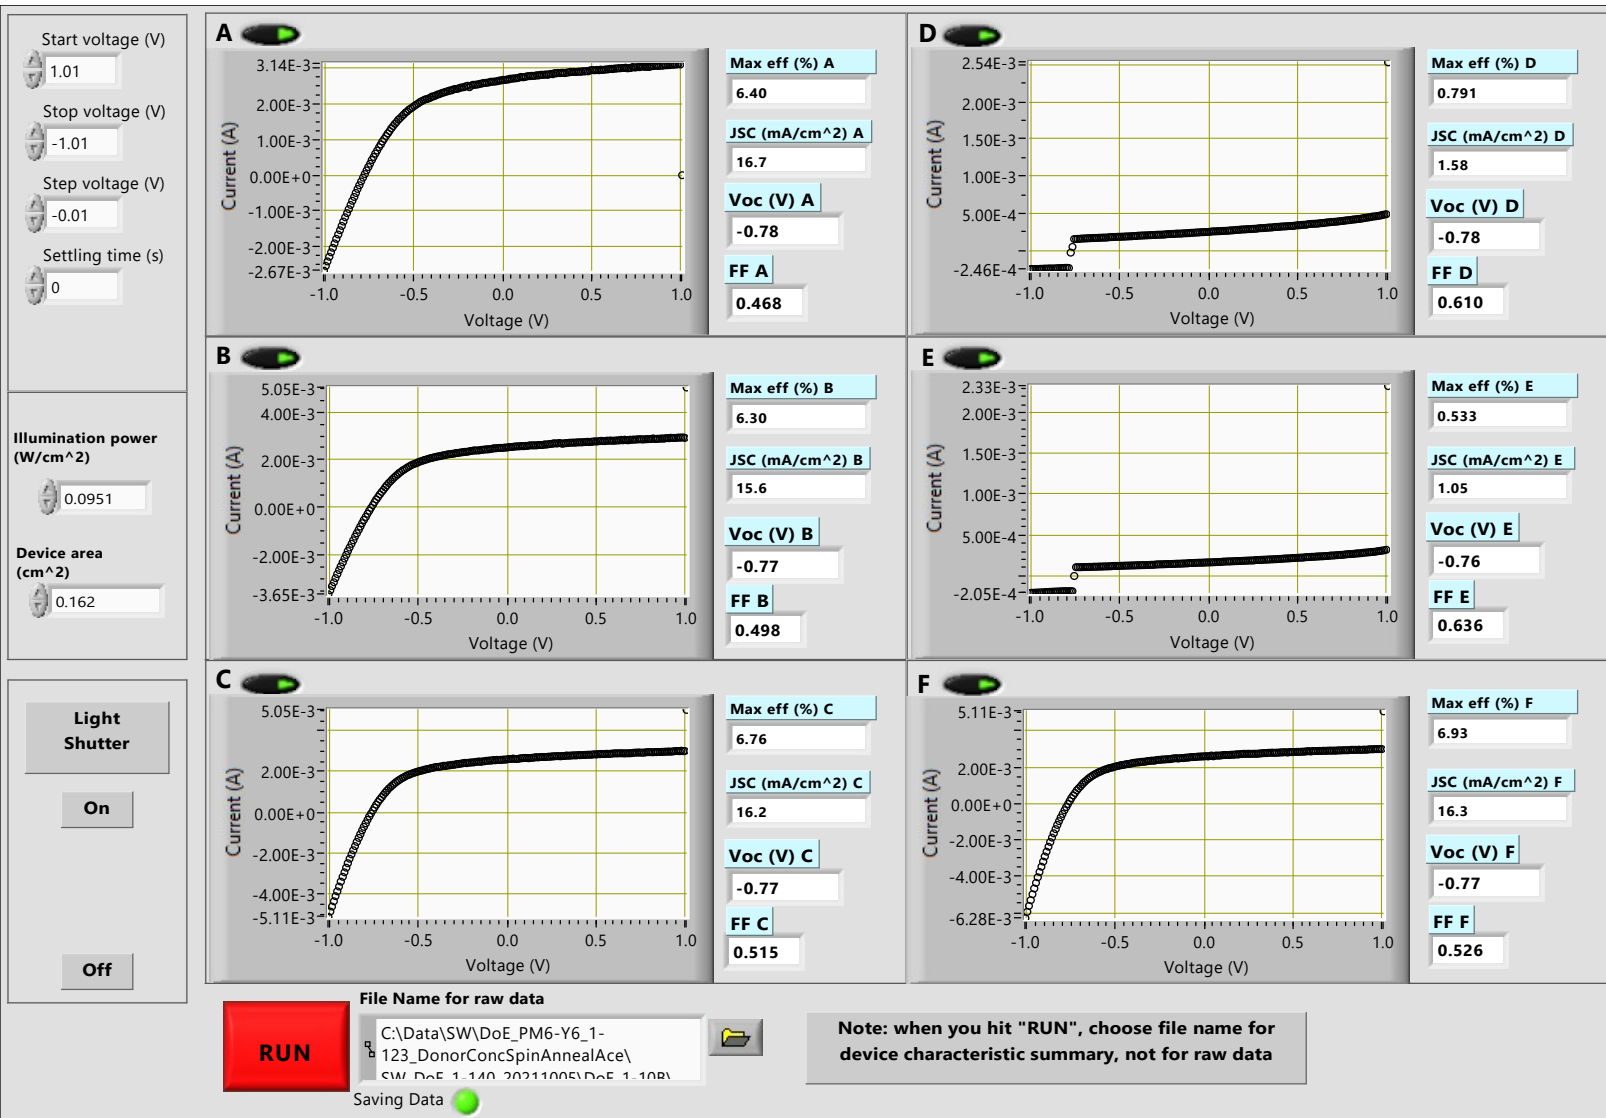 Start voltage (V)
1.01
Stop voltage (V)
-1.01
Step voltage (V)
-0.01
Settling time (s)
0
Illumination power
(W/cm^2)
0.0951
Device area
(cm^2)
0.162
Light
Shutter
On
Off
A
3.14E-3
2.00E-3
1.00E-3
0.00E+0
-1.00E-3
-2.00E-3
-2.67E-3
Current (A)
-1.0 -0.5 0.0 0.5 1.0
Voltage (V)
Max eff (%) A
6.40
JSC (mA/cm^2) A
16.7
Voc (V) A
-0.78
FF A
0.468
B
5.05E-3
4.00E-3
2.00E-3
0.00E+0
-2.00E-3
-3.65E-3
Current (A)
-1.0 -0.5 0.0 0.5 1.0
Voltage (V)
Max eff (%) B
6.30
JSC (mA/cm^2) B
15.6
Voc (V) B
-0.77
FF B
0.498
C
5.05E-3
2.00E-3
0.00E+0
-2.00E-3
-4.00E-3
-5.11E-3
Current (A)
-1.0 -0.5 0.0 0.5 1.0
Voltage (V)
Max eff (%) C
6.76
JSC (mA/cm^2) C
16.2
Voc (V) C
-0.77
FF C
0.515
D
2.54E-3
2.00E-3
1.50E-3
1.00E-3
5.00E-4
-2.46E-4
Current (A)
-1.0 -0.5 0.0 0.5 1.0
Voltage (V)
Max eff (%) D
0.791
JSC (mA/cm^2) D
1.58
Voc (V) D
-0.78
FF D
0.610
E
2.33E-3
2.00E-3
1.50E-3
1.00E-3
5.00E-4
-2.05E-4
Current (A)
-1.0 -0.5 0.0 0.5 1.0
Voltage (V)
Max eff (%) E
0.533
JSC (mA/cm^2) E
1.05
Voc (V) E
-0.76
FF E
0.636
F
5.11E-3
2.00E-3
0.00E+0
-2.00E-3
-4.00E-3
-6.28E-3
Current (A)
-1.0 -0.5 0.0 0.5 1.0
Voltage (V)
Max eff (%) F
6.93
JSC (mA/cm^2) F
16.3
Voc (V) F
-0.77
FF F
0.526
RUN
File Name for raw data
C:\Data\SW\DoE_PM6-Y6_1-
123_DonorConcSpinAnnealAce\
SW_DoE_1-140_20211005\DoE_1-10B\
Saving Data
Note: when you hit "RUN", choose file name for
device characteristic summary, not for raw data